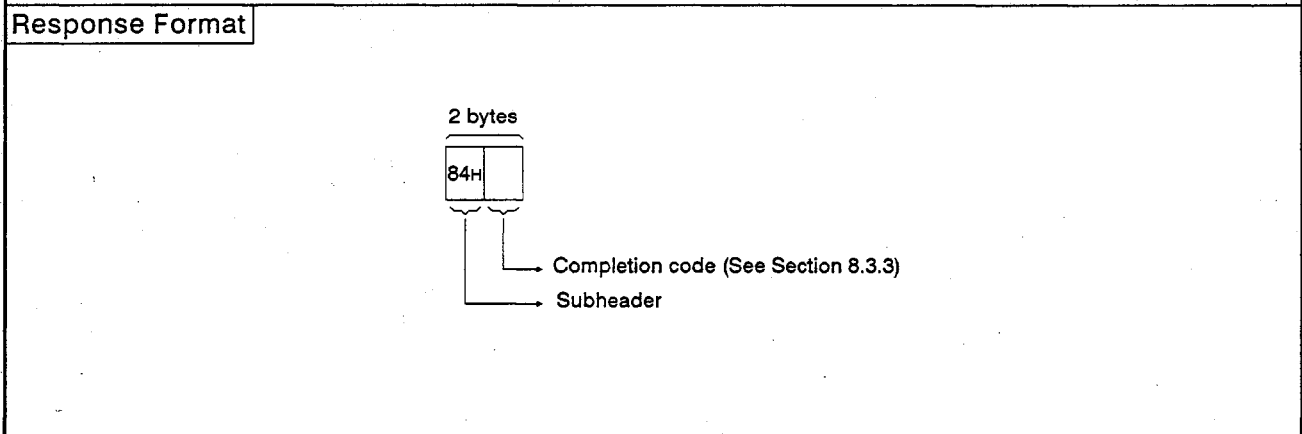 Response Format
2 bytes
84H
Completion code (See Section 8.3.3)
Subheader